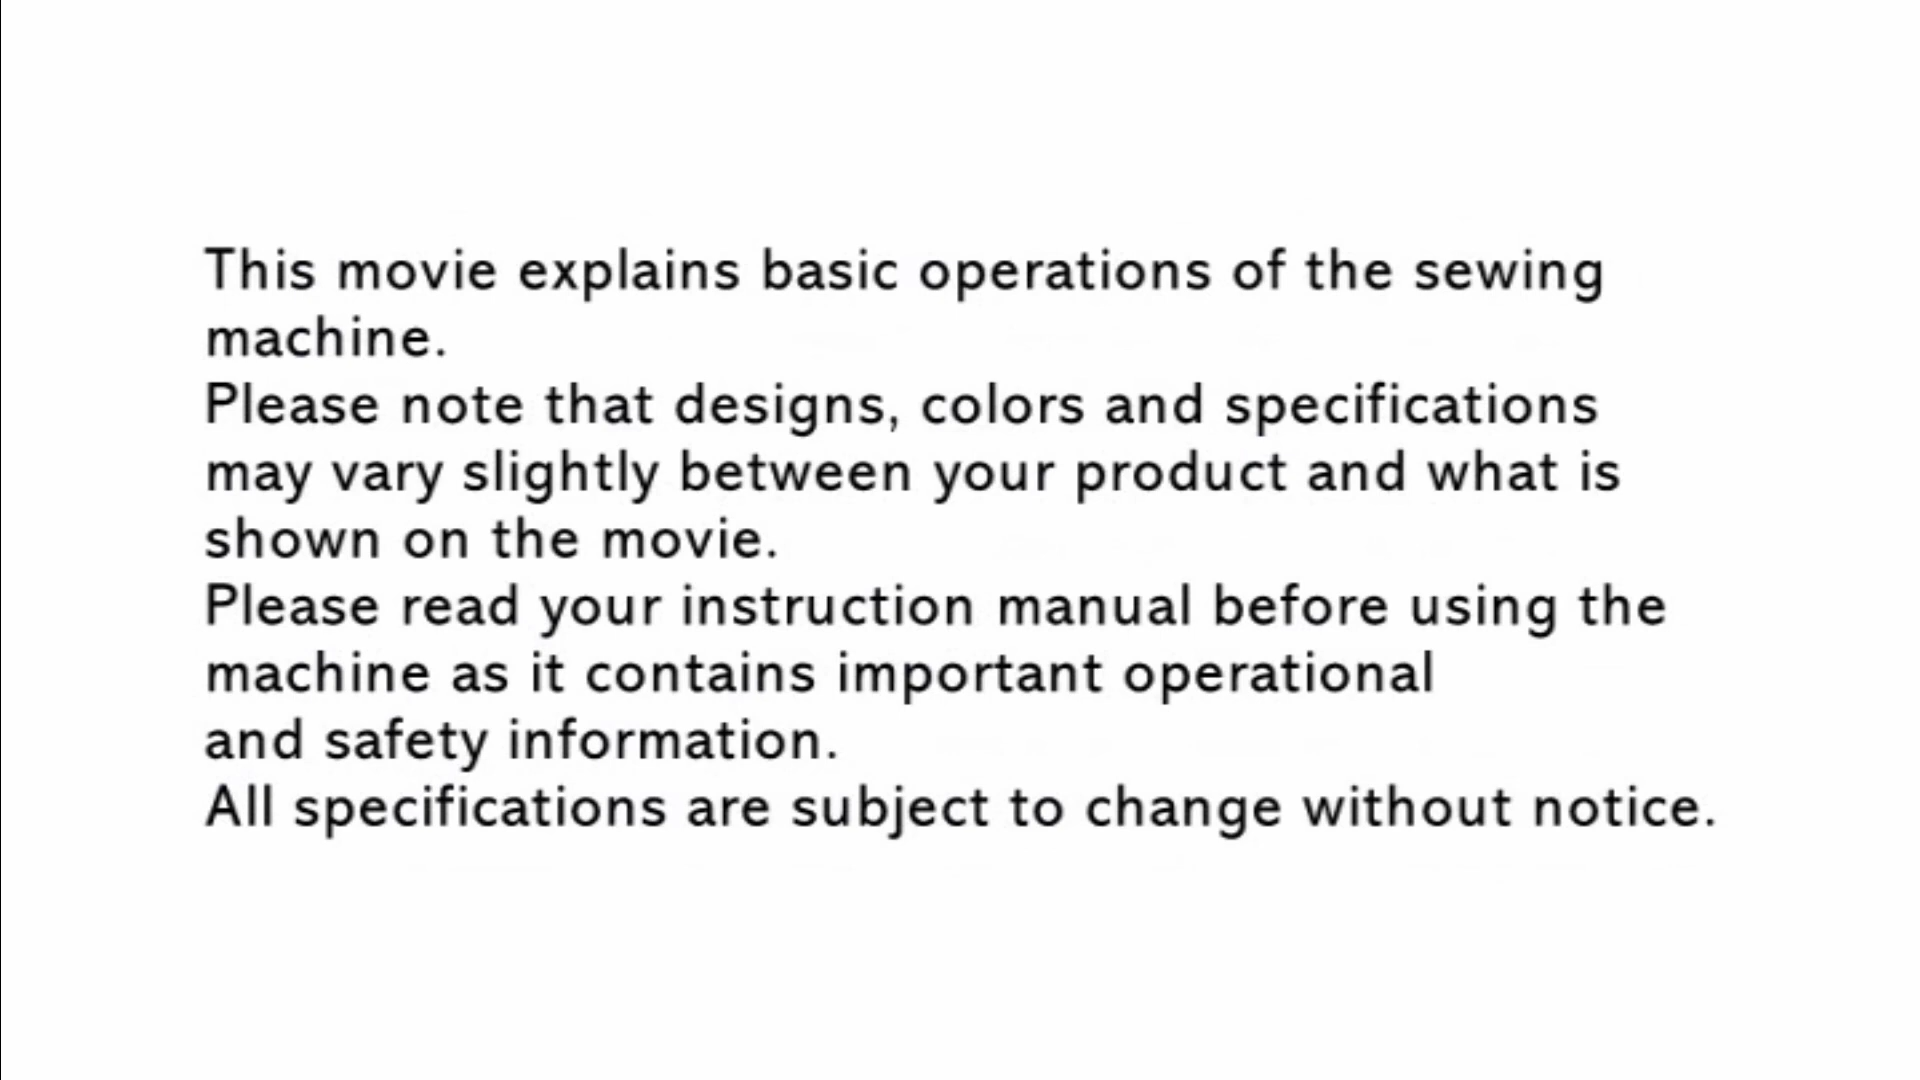 This movie explains basic operations of the sewing
machine.
Please note that designs, colors and specifications
may vary slightly between your product and what is
shown on the movie.
Please read your instruction manual before using the
machine as it contains important operational
and safety information.
All specifications are subject to change without notice.